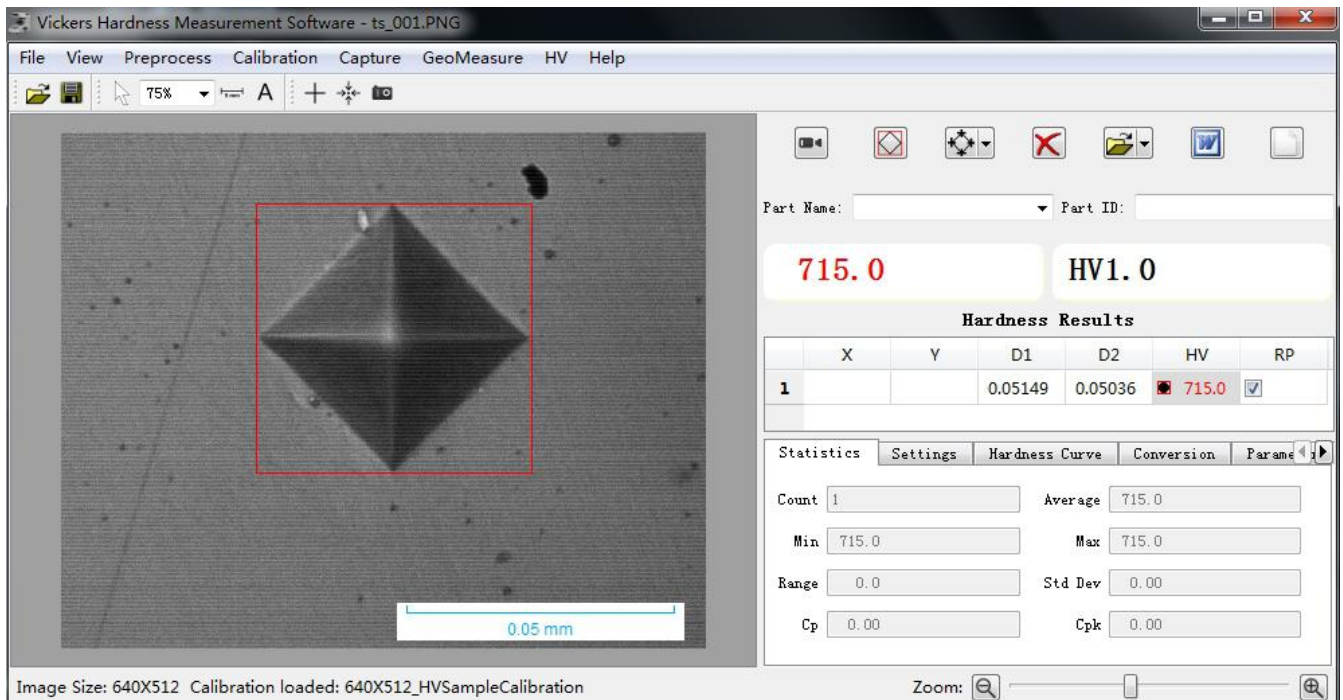 Vickers Hardness Measurement Software - ts_001.PNG
File View Preprocess Calibration Capture GeoMeasure HV Help
75% A
W
Part Name: Part ID:
715.0 HV1.0
Hardness Results
X Y D1 D2 HV RP
1 0.05149 0.05036 715.0
Statistics Settings Hardness Curve Conversion
Count 1 Average 715.0
Min 715.0 Max 715.0
Range 0.0 Std Dev 0.00
Cp 0.00 Cpk 0.00
0.05 mm
Image Size: 640X512 Calibration loaded: 640X512_HVSampleCalibration Zoom: